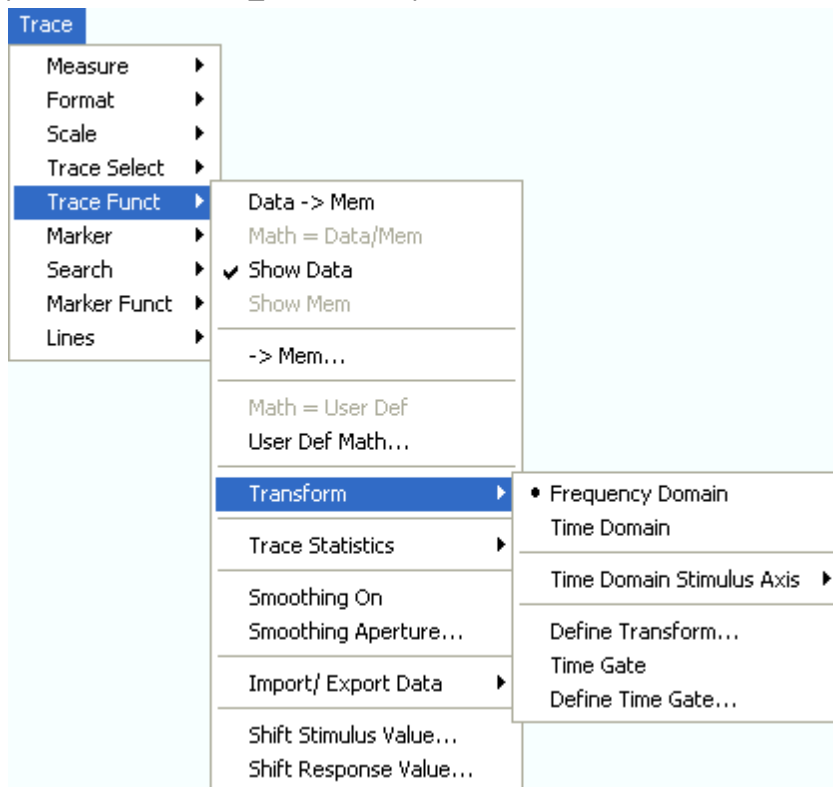 Trace
Measure
Format
Scale
Trace Select
Trace Funct
Marker
Search
Marker Funct
Lines
Data -> Mem
Math = Data/Mem
Show Data
Show Mem
-> Mem...
Math = User Def
User Def Math...
Transform
Trace Statistics
Smoothing On
Smoothing Aperture...
Import/ Export Data
Shift Stimulus Value...
Shift Response Value...
Frequency Domain
Time Domain
Time Domain Stimulus Axis
Define Transform...
Time Gate
Define Time Gate...